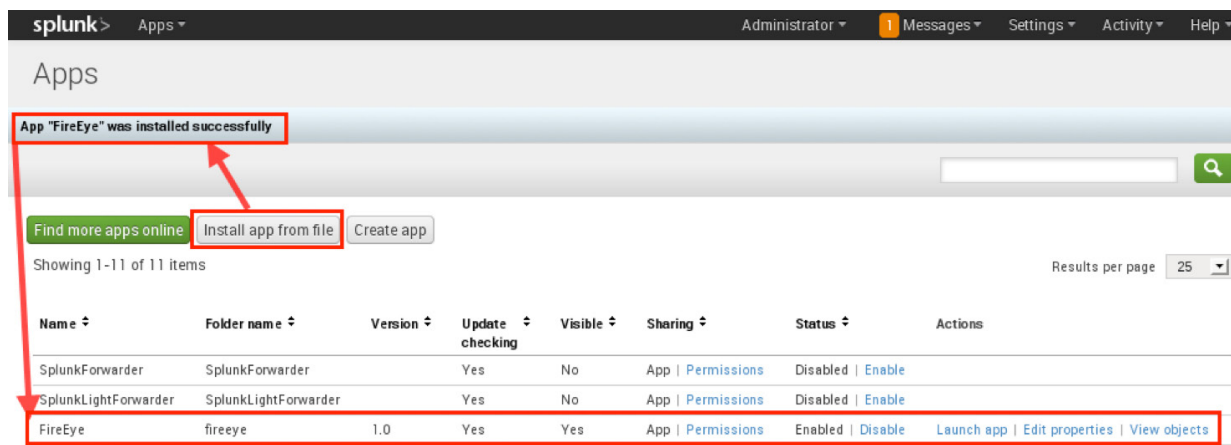 splunk> Apps Administrator 1 Messages Settings Activity Help
Apps
App "FireEye" was installed successfully
Find more apps online Install app from file Create app
Showing 1-11 of 11 items Results per page 25
Name Folder name Version Update checking Visible Sharing Status Actions
SplunkForwarder SplunkForwarder Yes No App | Permissions Disabled | Enable
SplunkLightForwarder SplunkLightForwarder Yes No App | Permissions Disabled | Enable
FireEye fireeye 1.0 Yes Yes App | Permissions Enabled | Disable Launch app | Edit properties | View objects